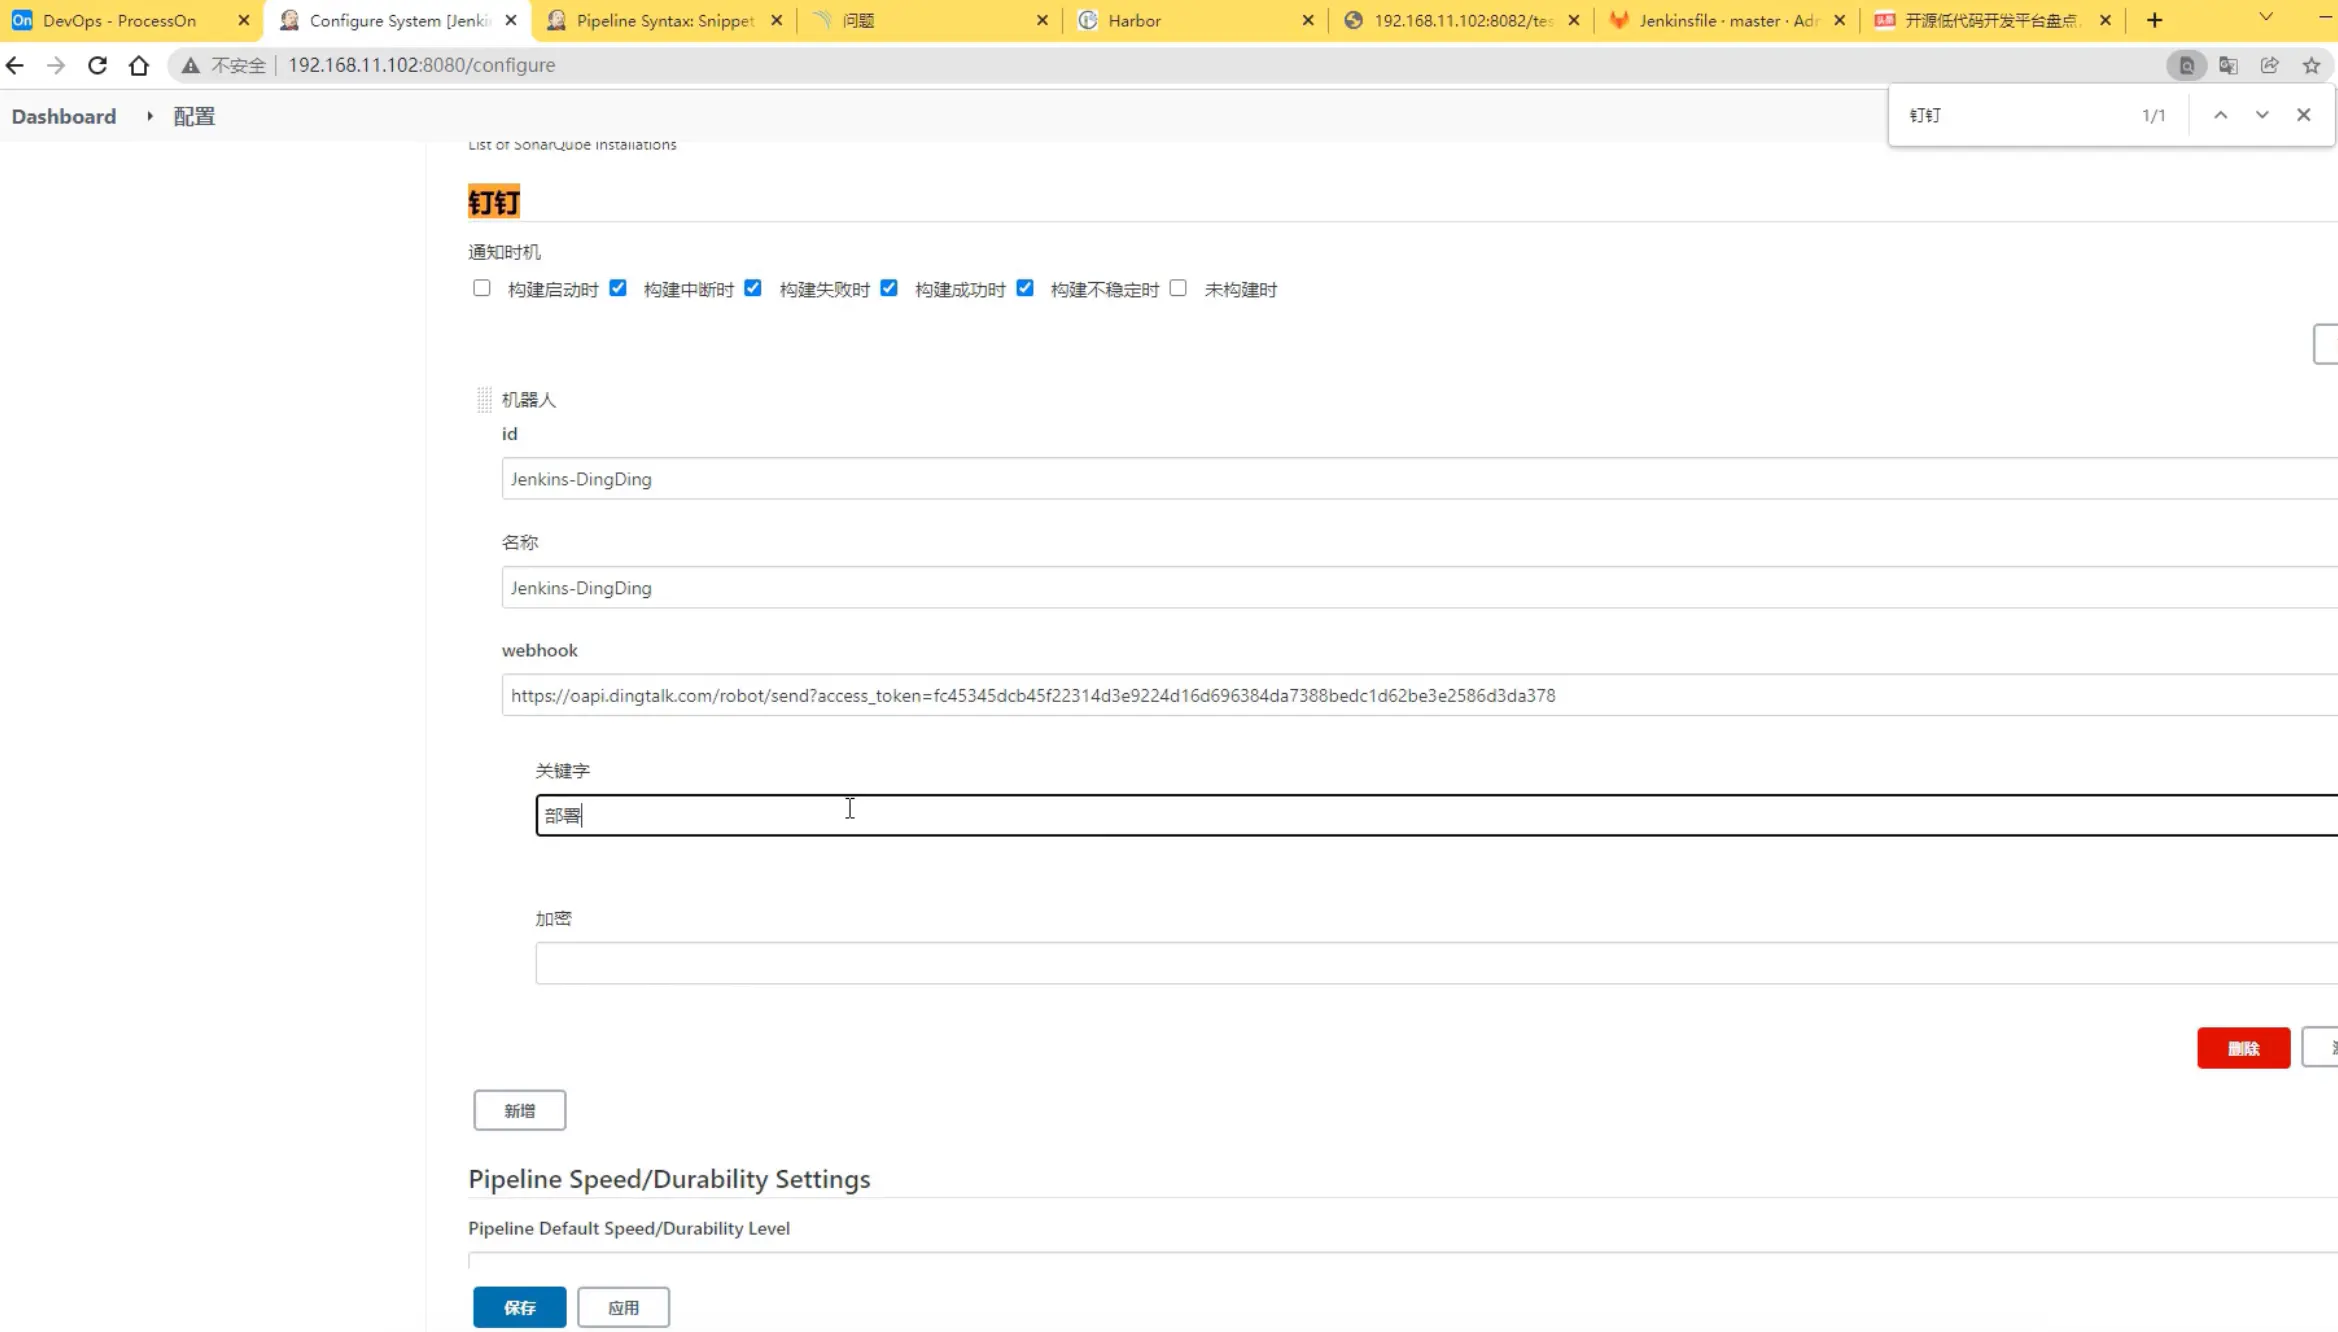 On DevOps - ProcessOn
Configure System [Jenki
Pipeline Syntax: Snippet
问题
Harbor
192.168.11.102:8082/tes
Jenkinsfile · master · Adr
开源低代码开发平台盘点
不安全 192.168.11.102:8080/configure
Dashboard 配置
钉钉 1/1
List of SonarQube installations
钉钉
通知时机
构建启动时 构建中断时 构建失败时 构建成功时 构建不稳定时 未构建时
机器人
id
Jenkins-DingDing
名称
Jenkins-DingDing
webhook
https://oapi.dingtalk.com/robot/send?access_token=fc45345dcb45f22314d3e9224d16d696384da7388bedc1d62be3e2586d3da378
关键字
部署
加密
删除
新增
Pipeline Speed/Durability Settings
Pipeline Default Speed/Durability Level
保存 应用